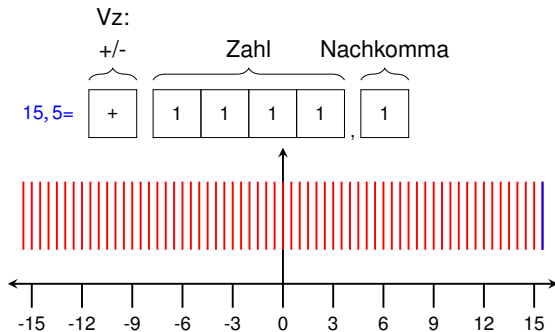 Vz:
+/- Zahl Nachkomma
15,5= + 1 1 1 1 , 1
-15 -12 -9 -6 -3 0 3 6 9 12 15